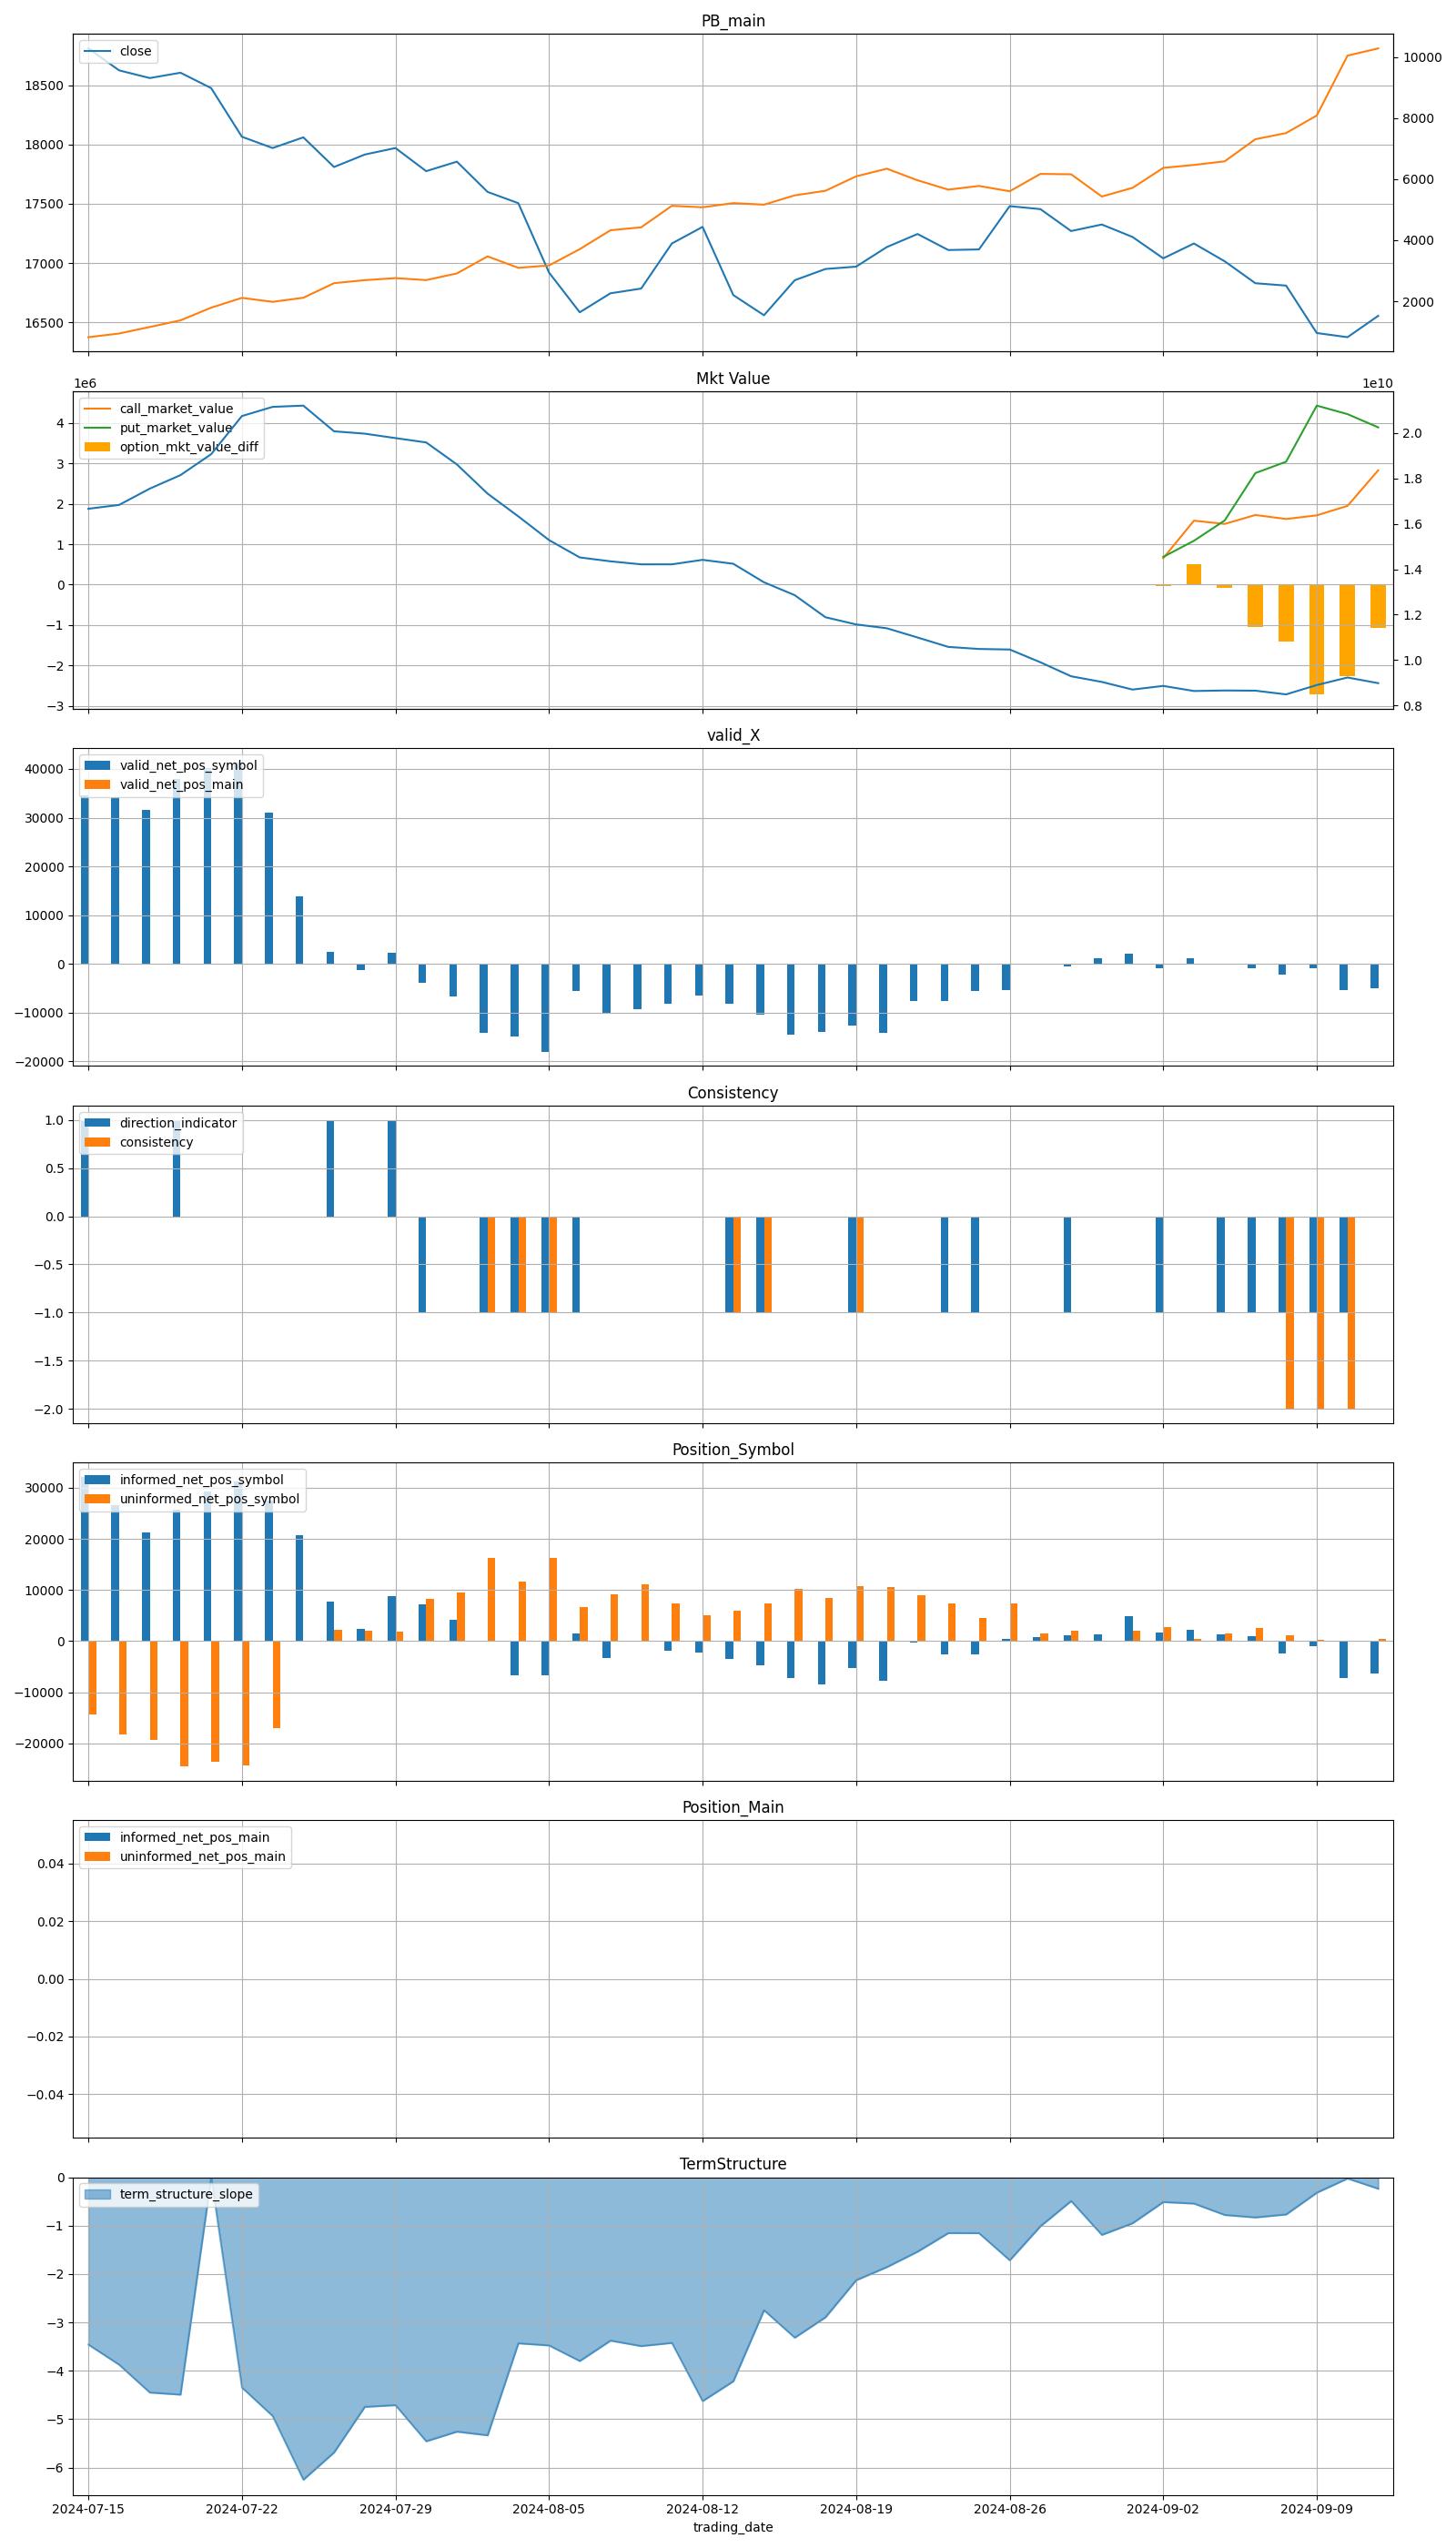 PB_main
close
18500
18000
17500
17000
16500
10000
8000
6000
4000
2000
Mkt Value
1e6
1e10
call_market_value
put_market_value
option_mkt_value_diff
4
3
2
1
0
−1
−2
−3
2.0
1.8
1.6
1.4
1.2
1.0
0.8
valid_X
valid_net_pos_symbol
valid_net_pos_main
40000
30000
20000
10000
0
−10000
−20000
Consistency
direction_indicator
consistency
1.0
0.5
0.0
−0.5
−1.0
−1.5
−2.0
Position_Symbol
informed_net_pos_symbol
uninformed_net_pos_symbol
30000
20000
10000
0
−10000
−20000
Position_Main
informed_net_pos_main
uninformed_net_pos_main
0.04
0.02
0.00
−0.02
−0.04
TermStructure
term_structure_slope
0
−1
−2
−3
−4
−5
−6
2024-07-15 2024-07-22 2024-07-29 2024-08-05 2024-08-12 2024-08-19 2024-08-26 2024-09-02 2024-09-09
trading_date